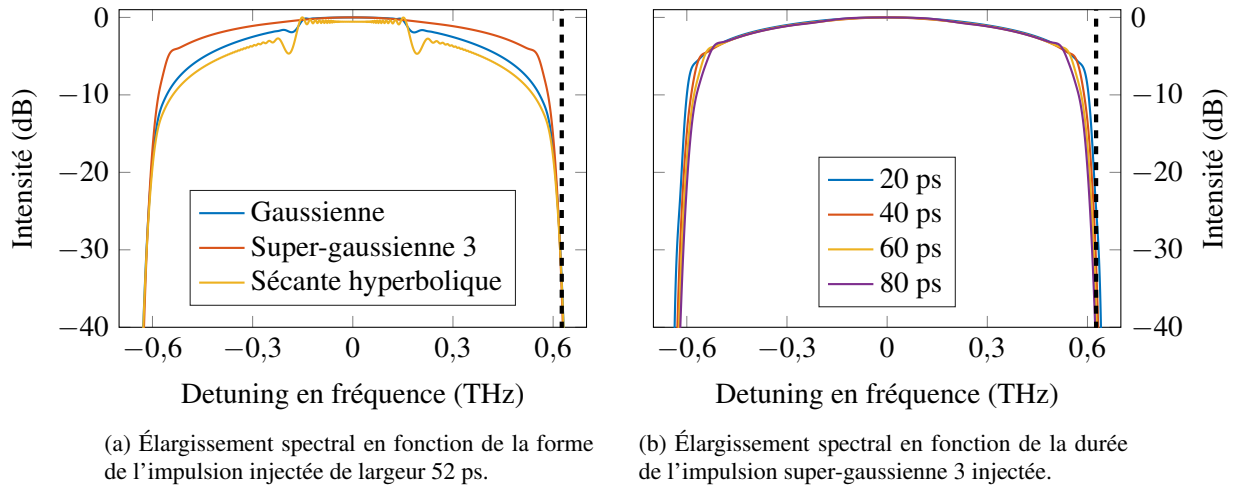 0
−10
−20
−30
−40
Intensité (dB)
Gaussienne
Super-gaussienne 3
Sécante hyperbolique
−0,6
−0,3
0
0,3
0,6
Detuning en fréquence (THz)
(a) Élargissement spectral en fonction de la forme
de l’impulsion injectée de largeur 52 ps.
0
−10
−20
−30
−40
Intensité (dB)
20 ps
40 ps
60 ps
80 ps
−0,6
−0,3
0
0,3
0,6
Detuning en fréquence (THz)
(b) Élargissement spectral en fonction de la durée
de l’impulsion super-gaussienne 3 injectée.